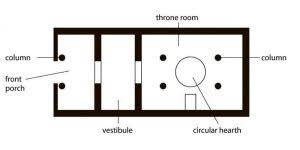 throne room
column
column
front
porch
vestibule
circular hearth